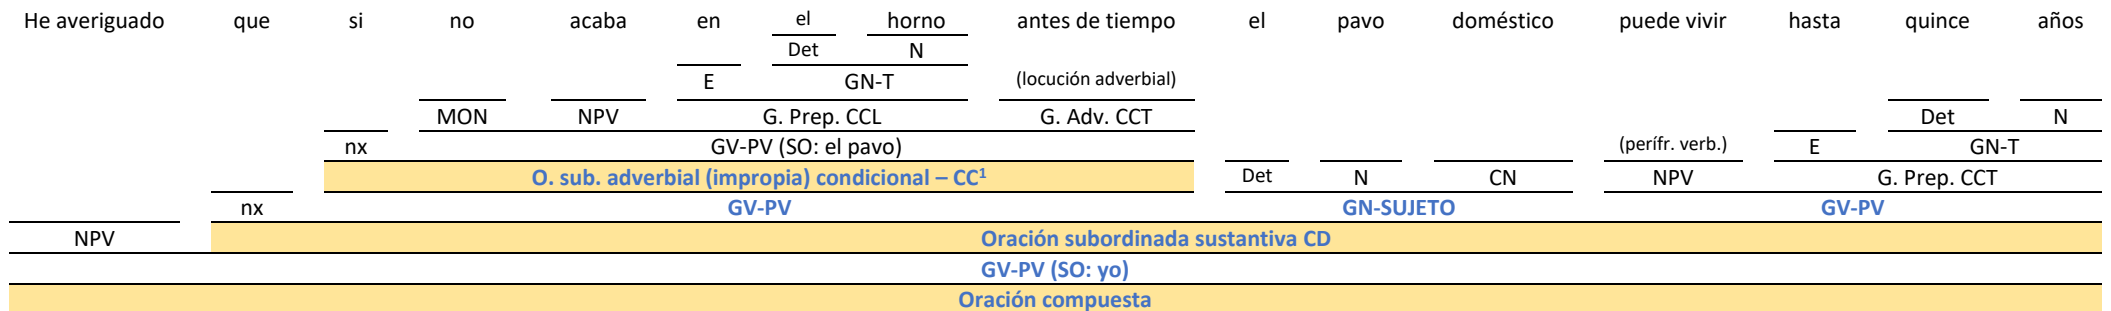 He averiguado que si no acaba en el horno antes de tiempo el pavo doméstico puede vivir hasta quince años
Det N
E GN-T (locución adverbial)
MON NPV G. Prep. CCL G. Adv. CCT Det N
nx GV-PV (SO: el pavo) (perífr. verb.) E GN-T
O. sub. adverbial (impropia) condicional – CC¹ Det N CN NPV G. Prep. CCT
nx GV-PV GN-SUJETO GV-PV
NPV Oración subordinada sustantiva CD
GV-PV (SO: yo)
Oración compuesta